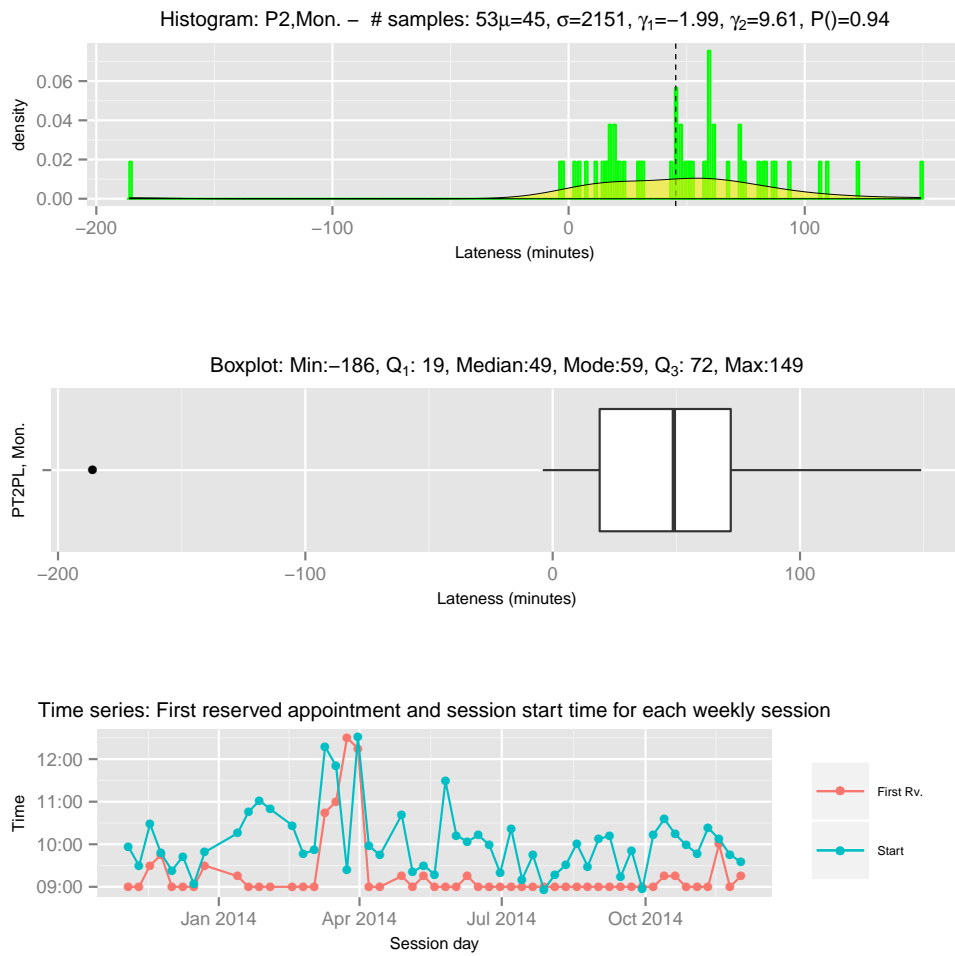 Histogram: P2,Mon. − # samples: 53μ=45, σ=2151, γ1=−1.99, γ2=9.61, P()=0.94
density
0.06
0.04
0.02
0.00
−200
−100
0
100
Lateness (minutes)
Boxplot: Min:−186, Q1: 19, Median:49, Mode:59, Q3: 72, Max:149
PT2PL, Mon.
−200
−100
0
100
Lateness (minutes)
Time series: First reserved appointment and session start time for each weekly session
Time
12:00
11:00
10:00
09:00
Jan 2014
Apr 2014
Jul 2014
Oct 2014
Session day
First Rv.
Start